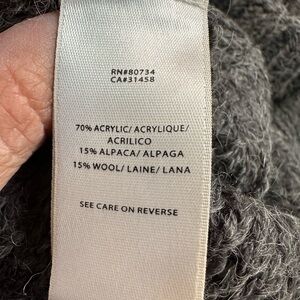 RN#80734
CA#31458
70% ACRYLIC/ ACRYLIQUE/
ACRILICO
15% ALPACA/ ALPAGA
15% WOOL/ LAINE/ LANA
SEE CARE ON REVERSE